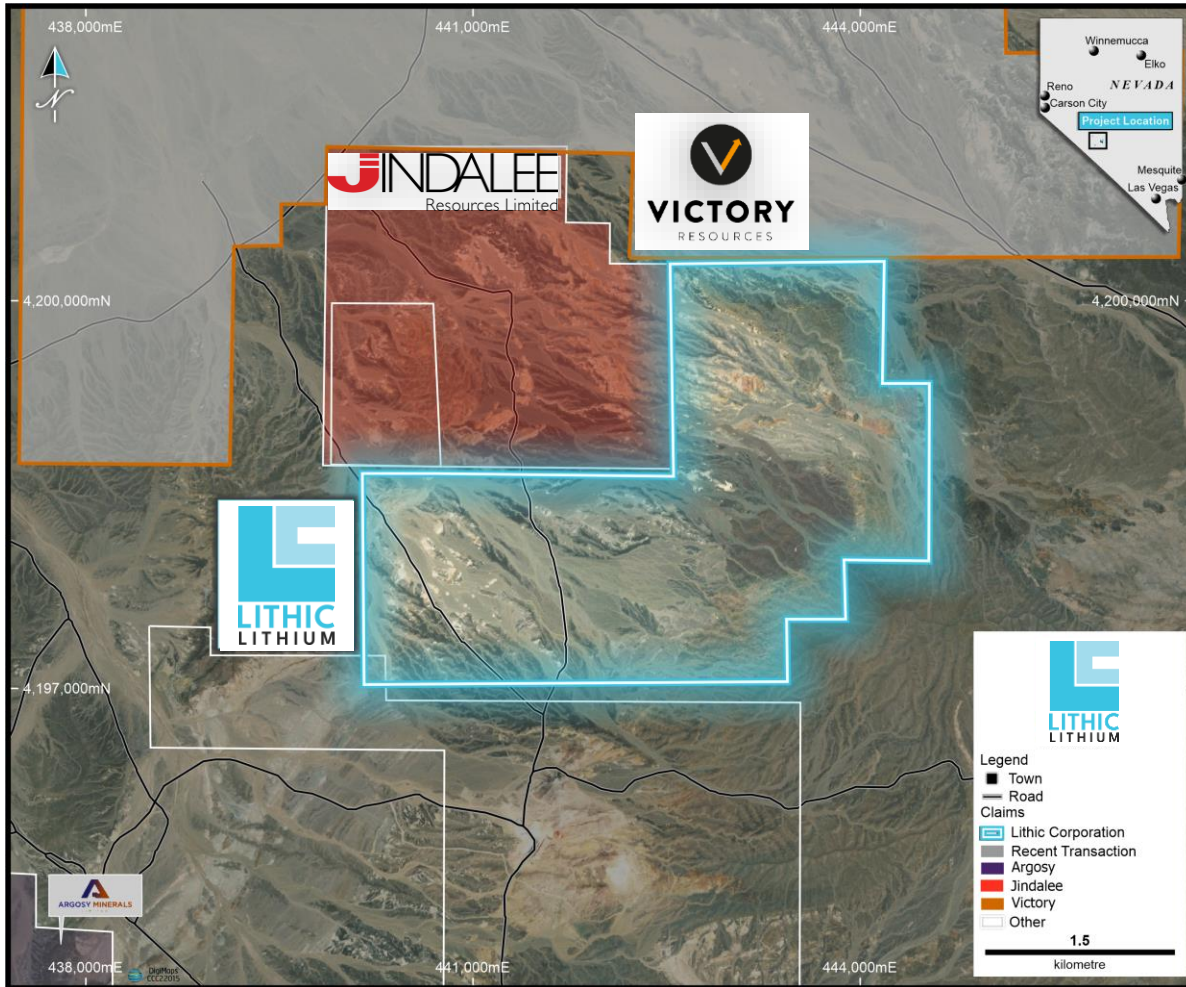 438,000mE
441,000mE
444,000mE
N
Winnemucca
Elko
NEVADA
Reno
Carson City
Project Location
Mesquite
Las Vegas
JINDALEE
Resources Limited
VICTORY
RESOURCES
4,200,000mN
4,200,000mN
LITHIC
LITHIUM
4,197,000mN
LITHIC
LITHIUM
Legend
Town
Road
Claims
Lithic Corporation
Recent Transaction
Argosy
Jindalee
Victory
Other
1.5
kilometre
ARGOSY MINERALS
438,000mE
DigMaps
CCC22015
441,000mE
444,000mE